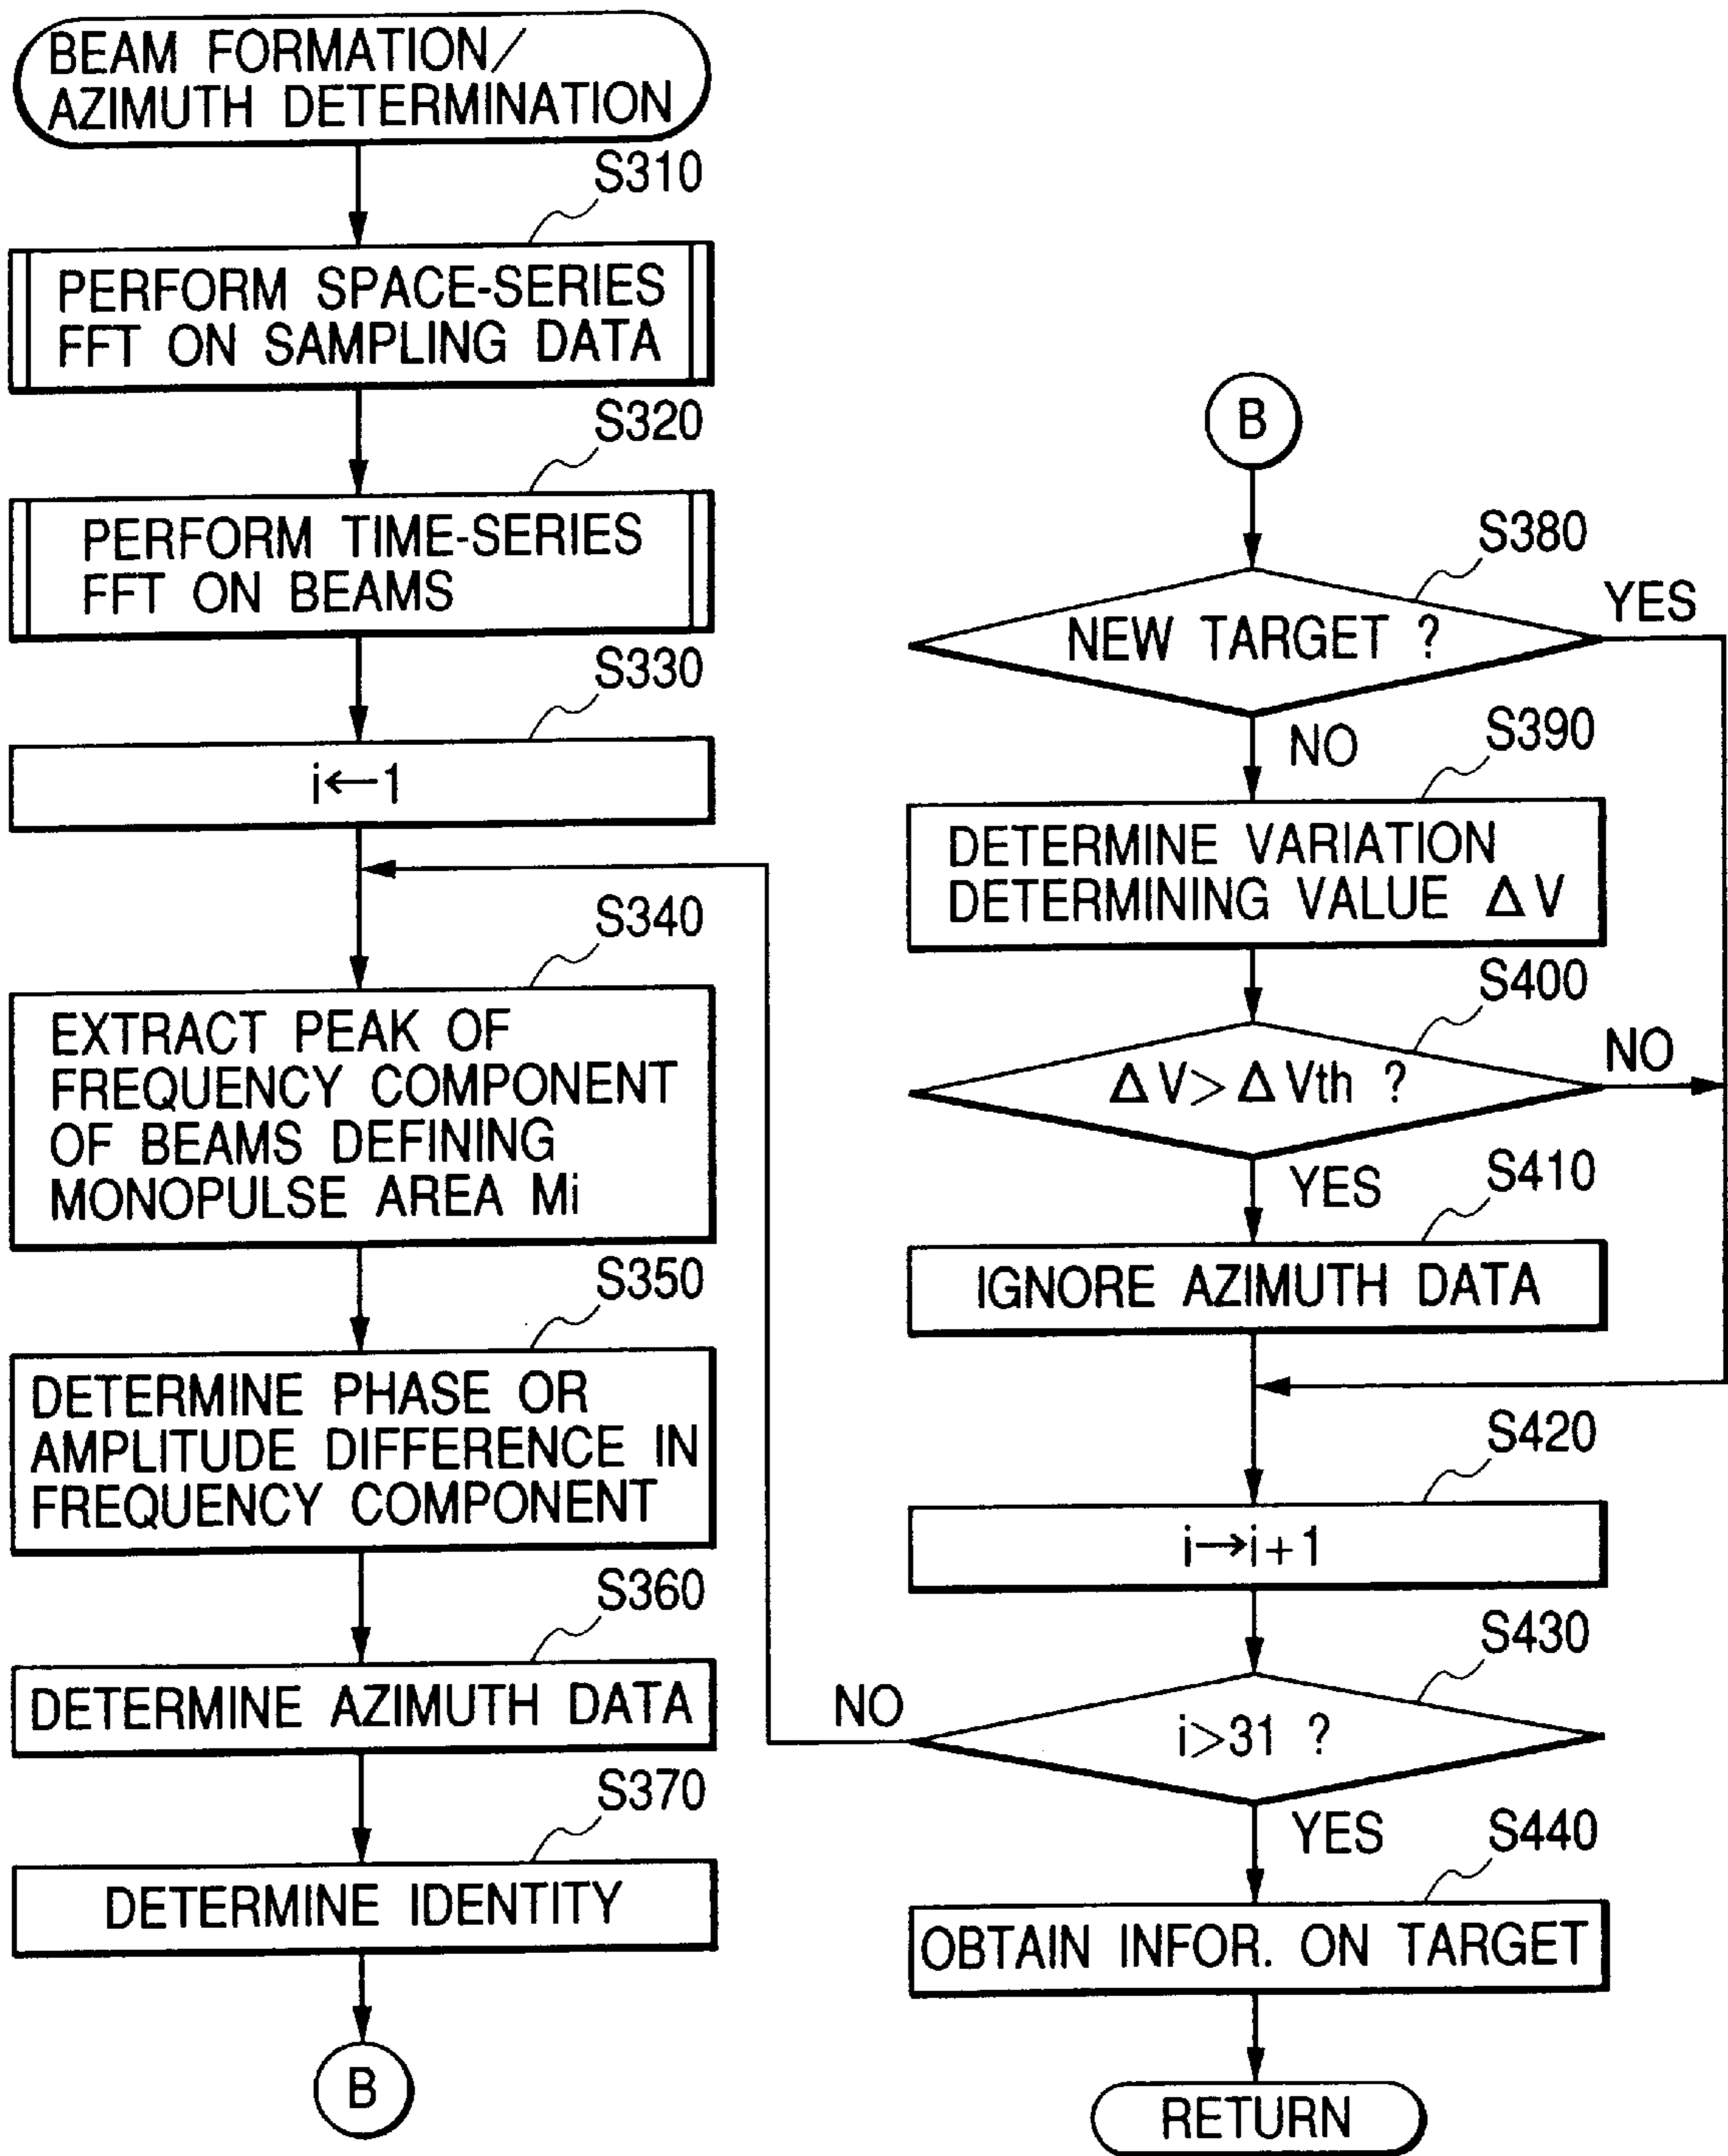 BEAM FORMATION/
AZIMUTH DETERMINATION
S310
PERFORM SPACE-SERIES
FFT ON SAMPLING DATA
S320
PERFORM TIME-SERIES
FFT ON BEAMS
S330
i←1
S340
EXTRACT PEAK OF
FREQUENCY COMPONENT
OF BEAMS DEFINING
MONOPULSE AREA Mi
S350
DETERMINE PHASE OR
AMPLITUDE DIFFERENCE IN
FREQUENCY COMPONENT
S360
DETERMINE AZIMUTH DATA
S370
DETERMINE IDENTITY
B
B
S380
NEW TARGET ?
YES
NO
S390
DETERMINE VARIATION
DETERMINING VALUE ΔV
S400
ΔV>ΔVth ?
NO
YES
S410
IGNORE AZIMUTH DATA
S420
i→i+1
S430
i>31 ?
NO
YES
S440
OBTAIN INFOR. ON TARGET
RETURN